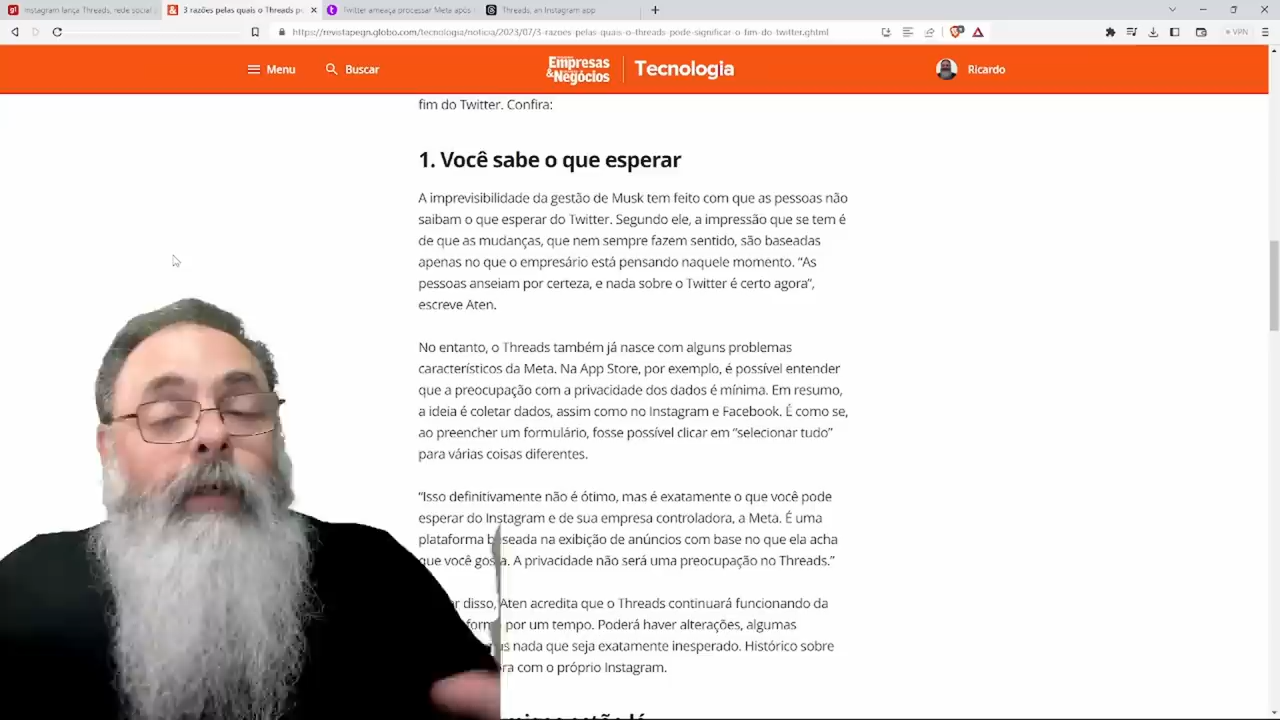 Instagram lança Threads, rede social
3 razões pelas quais o Threads po
Twitter ameaça processar Meta após
Threads, an Instagram app
https://revistapegn.globo.com/tecnologia/noticia/2023/07/3-razoes-pelas-quais-o-threads-pode-significar-o-fim-do-twitter.ghtml
VPN
Menu
Buscar
Empresas
&Negócios
Tecnologia
Ricardo
fim do Twitter. Confira:
1. Você sabe o que esperar
A imprevisibilidade da gestão de Musk tem feito com que as pessoas não
saibam o que esperar do Twitter. Segundo ele, a impressão que se tem é
de que as mudanças, que nem sempre fazem sentido, são baseadas
apenas no que o empresário está pensando naquele momento. “As
pessoas anseiam por certeza, e nada sobre o Twitter é certo agora”,
escreve Aten.
No entanto, o Threads também já nasce com alguns problemas
característicos da Meta. Na App Store, por exemplo, é possível entender
que a preocupação com a privacidade dos dados é mínima. Em resumo,
a ideia é coletar dados, assim como no Instagram e Facebook. É como se,
ao preencher um formulário, fosse possível clicar em “selecionar tudo”
para várias coisas diferentes.
“Isso definitivamente não é ótimo, mas é exatamente o que você pode
esperar do Instagram e de sua empresa controladora, a Meta. É uma
plataforma baseada na exibição de anúncios com base no que ela acha
que você gosta. A privacidade não será uma preocupação no Threads.”
disso, Aten acredita que o Threads continuará funcionando da
por um tempo. Poderá haver alterações, algumas
nada que seja exatamente inesperado. Histórico sobre
com o próprio Instagram.